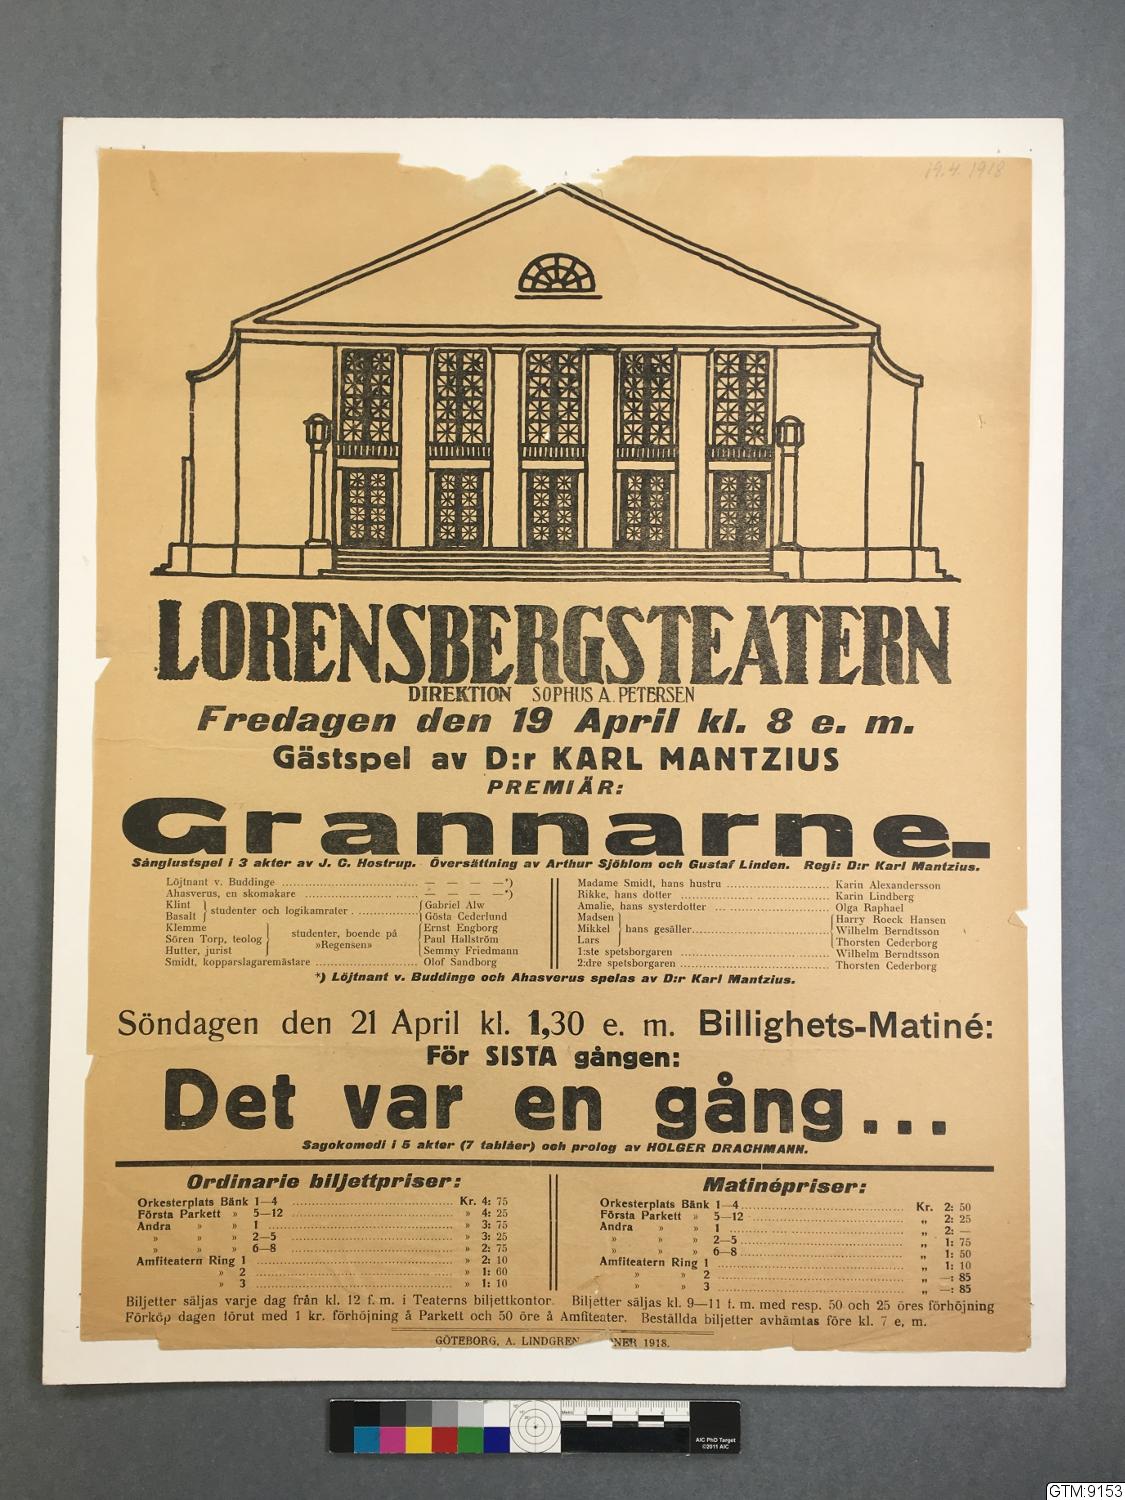 19.4.1918
LORENSBERGSTEATERN
DIREKTION SOPHUS A. PETERSEN
Fredagen den 19 April kl. 8 e. m.
Gästspel av D:r KARL MANTZIUS
PREMIÄR:
Grannarne.
Sånglustspel i 3 akter av J. C. Hostrup. Översättning av Arthur Sjöblom och Gustaf Linden. Regi: D:r Karl Mantzius.
Löjtnant v. Buddinge — — — —*)
Ahasverus, en skomakare — — — —*)
Klint } studenter och logikamrater { Gabriel Alw
Basalt } { Gösta Cederlund
Klemme } studenter, boende på { Ernst Engborg
Sören Torp, teolog } »Regensen» { Paul Hallström
Hutter, jurist } { Semmy Friedmann
Smidt, kopparslagaremästare Olof Sandborg
Madame Smidt, hans hustru Karin Alexandersson
Rikke, hans dotter Karin Lindberg
Amalie, hans systerdotter Olga Raphael
Madsen } { Harry Roeck Hansen
Mikkel } hans gesäller { Wilhelm Berndtsson
Lars } { Thorsten Cederborg
1:ste spetsborgaren Wilhelm Berndtsson
2:dre spetsborgaren Thorsten Cederborg
*) Löjtnant v. Buddinge och Ahasverus spelas av D:r Karl Mantzius.
Söndagen den 21 April kl. 1,30 e. m. Billighets-Matiné:
För SISTA gången:
Det var en gång...
Sagokomedi i 5 akter (7 tablåer) och prolog av HOLGER DRACHMANN.
Ordinarie biljettpriser:
Orkesterplats Bänk 1—4 Kr. 4: 75
Första Parkett » 5—12 » 4: 25
Andra » » 1 » 3: 75
» » » 2—5 » 3: 25
» » » 6—8 » 2: 75
Amfiteatern Ring 1 » 2: 10
» » 2 » 1: 60
» » 3 » 1: 10
Matinépriser:
Orkesterplats Bänk 1—4 Kr. 2: 50
Första Parkett » 5—12 „ 2: 25
Andra » » 1 „ 2: —
» » » 2—5 „ 1: 75
» » » 6—8 „ 1: 50
Amfiteatern Ring 1 „ 1: 10
» » 2 „ —: 85
» » 3 „ —: 85
Biljetter säljas varje dag från kl. 12 f. m. i Teaterns biljettkontor. Biljetter säljas kl. 9—11 f. m. med resp. 50 och 25 öres förhöjning
Förköp dagen förut med 1 kr. förhöjning å Parkett och 50 öre å Amfiteater. Beställda biljetter avhämtas före kl. 7 e. m.
GÖTEBORG, A. LINDGREN NER 1918.
AIC PhD Target
©2011 AIC
GTM:9153